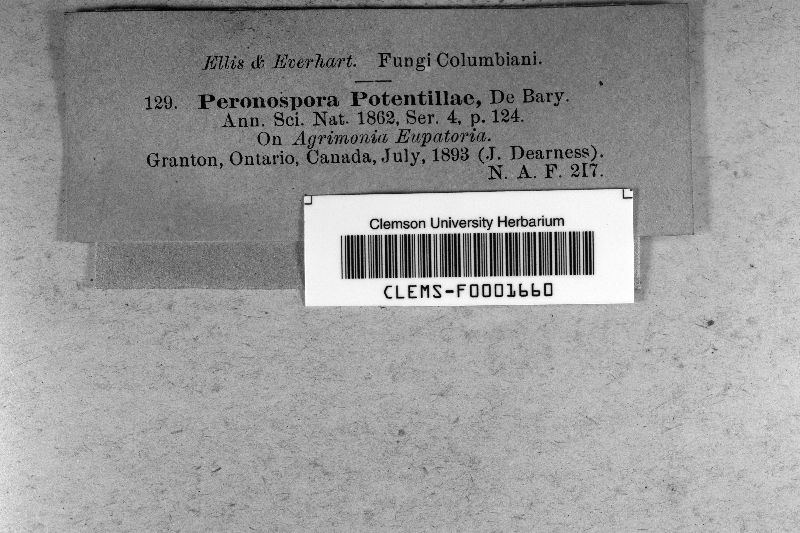 Ellis & Everhart. Fungi Columbiani.
129. Peronospora Potentillae, De Bary.
Ann. Sci. Nat. 1862, Ser. 4, p. 124.
On Agrimonia Eupatoria.
Granton, Ontario, Canada, July, 1893 (J. Dearness).
N. A. F. 217.
Clemson University Herbarium
CLEMS-F0001660